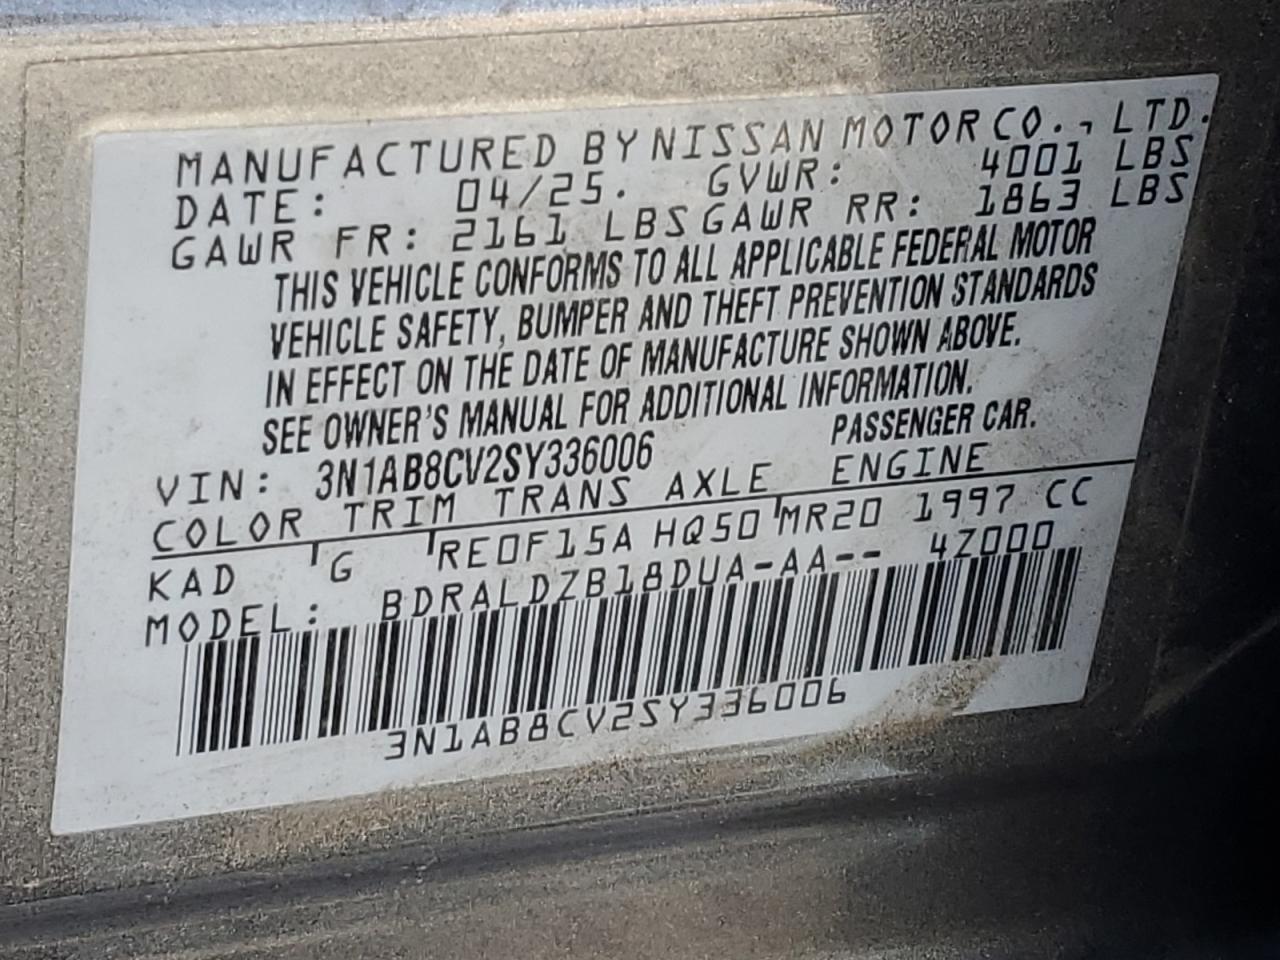 MANUFACTURED BY NISSAN MOTOR CO., LTD.
DATE: 04/25. GVWR: 4001 LBS
GAWR FR: 2161 LBS GAWR RR: 1863 LBS
THIS VEHICLE CONFORMS TO ALL APPLICABLE FEDERAL MOTOR
VEHICLE SAFETY, BUMPER AND THEFT PREVENTION STANDARDS
IN EFFECT ON THE DATE OF MANUFACTURE SHOWN ABOVE.
SEE OWNER'S MANUAL FOR ADDITIONAL INFORMATION.
VIN: 3N1AB8CV2SY336006 PASSENGER CAR.
COLOR TRIM TRANS AXLE ENGINE
KAD G RE0F15A HQ50 MR20 1997 CC
MODEL: BDRALDZB18DUA-AA-- 4Z000
3N1AB8CV2SY336006